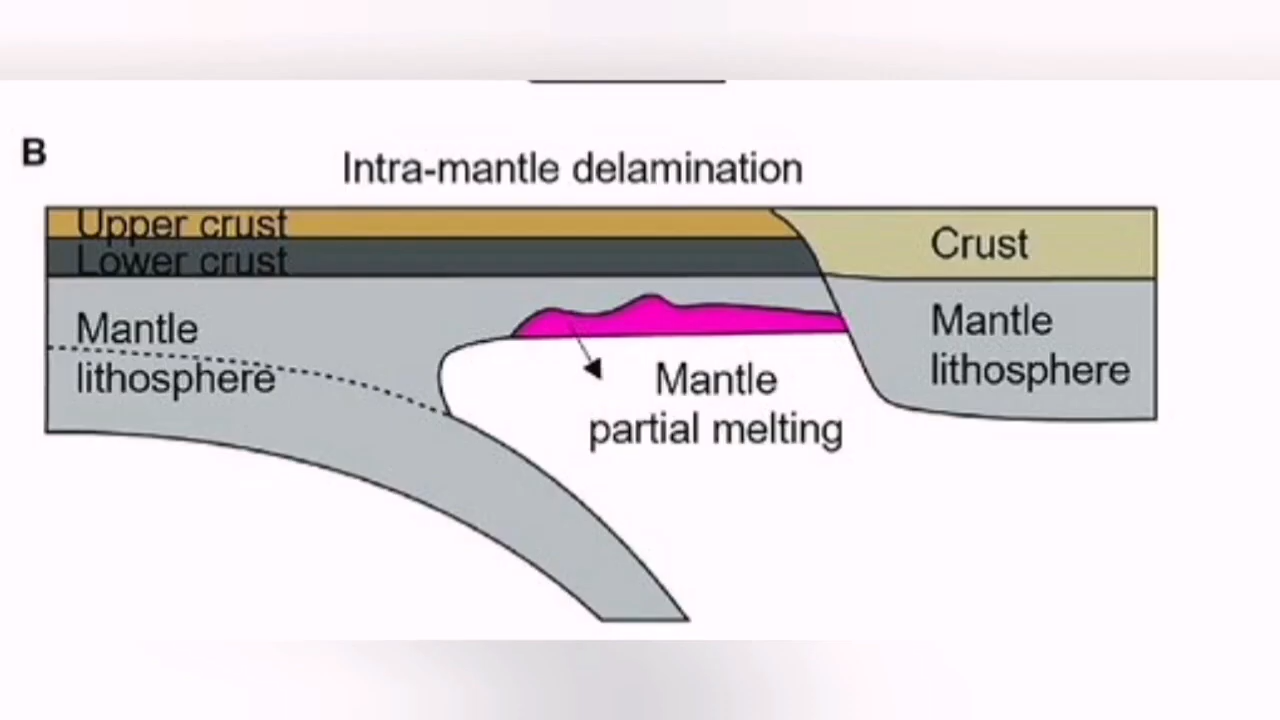 B
Intra-mantle delamination
Upper crust
Lower crust
Crust
Mantle
lithosphere
Mantle
partial melting
Mantle
lithosphere